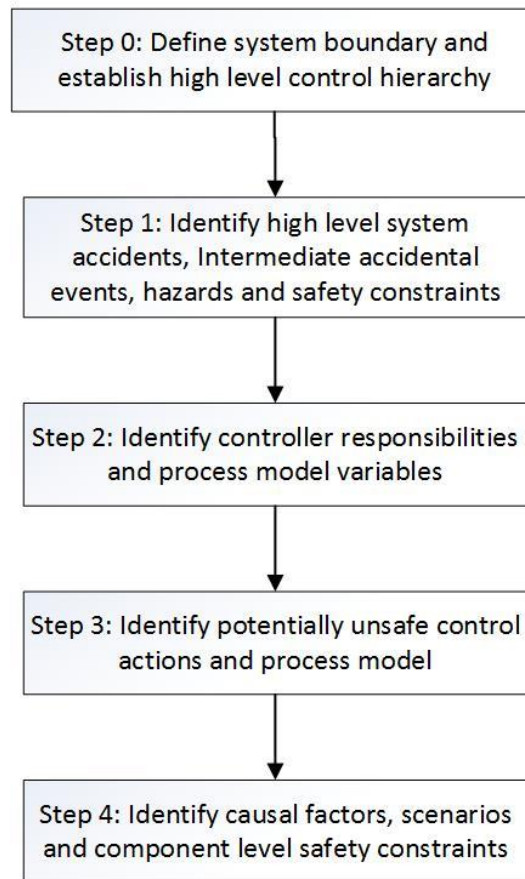 Step 0: Define system boundary and
establish high level control hierarchy
Step 1: Identify high level system
accidents, Intermediate accidental
events, hazards and safety constraints
Step 2: Identify controller responsibilities
and process model variables
Step 3: Identify potentially unsafe control
actions and process model
Step 4: Identify causal factors, scenarios
and component level safety constraints